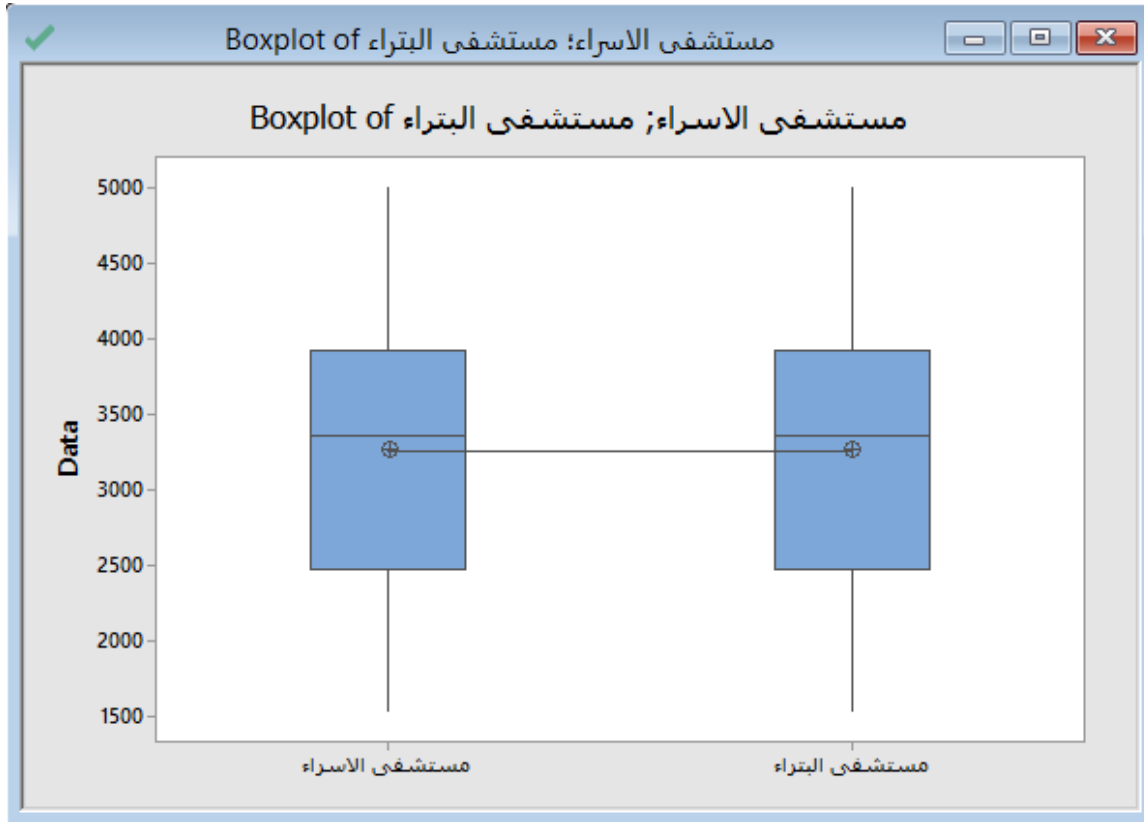 Boxplot of مستشفى الاسراء؛ مستشفى البتراء
Boxplot of مستشفى الاسراء; مستشفى البتراء
5000
4500
4000
3500
3000
2500
2000
1500
Data
مستشفى الاسراء
مستشفى البتراء